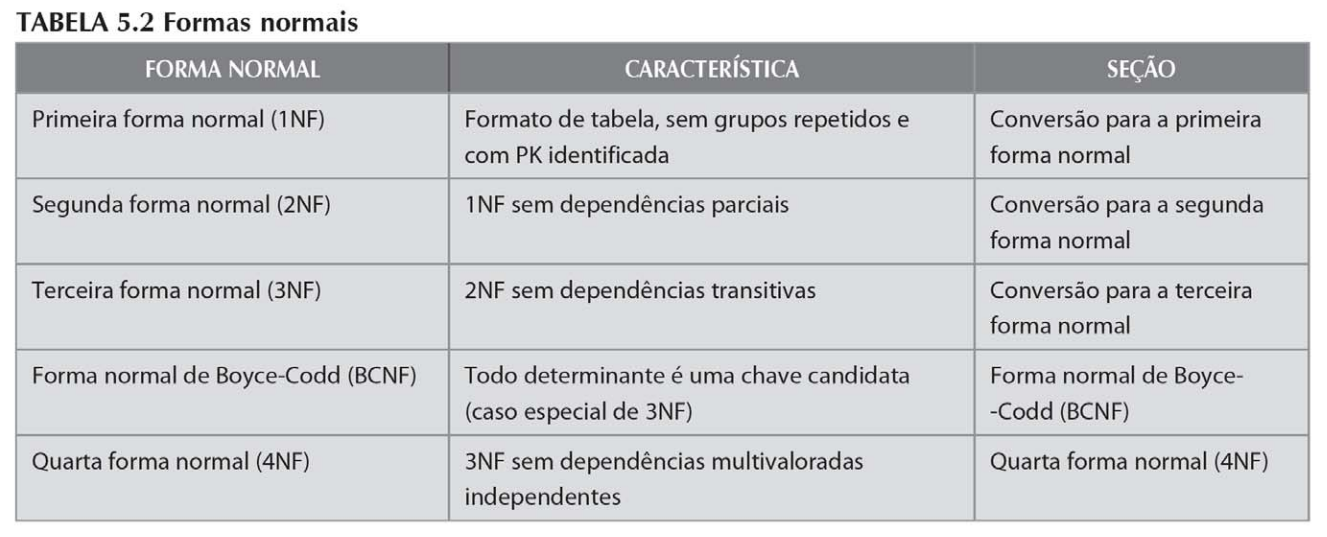 TABELA 5.2 Formas normais
FORMA NORMAL CARACTERÍSTICA SEÇÃO
Primeira forma normal (1NF) Formato de tabela, sem grupos repetidos e Conversão para a primeira
com PK identificada forma normal
Segunda forma normal (2NF) 1NF sem dependências parciais Conversão para a segunda
forma normal
Terceira forma normal (3NF) 2NF sem dependências transitivas Conversão para a terceira
forma normal
Forma normal de Boyce-Codd (BCNF) Todo determinante é uma chave candidata Forma normal de Boyce-
(caso especial de 3NF) -Codd (BCNF)
Quarta forma normal (4NF) 3NF sem dependências multivaloradas Quarta forma normal (4NF)
independentes